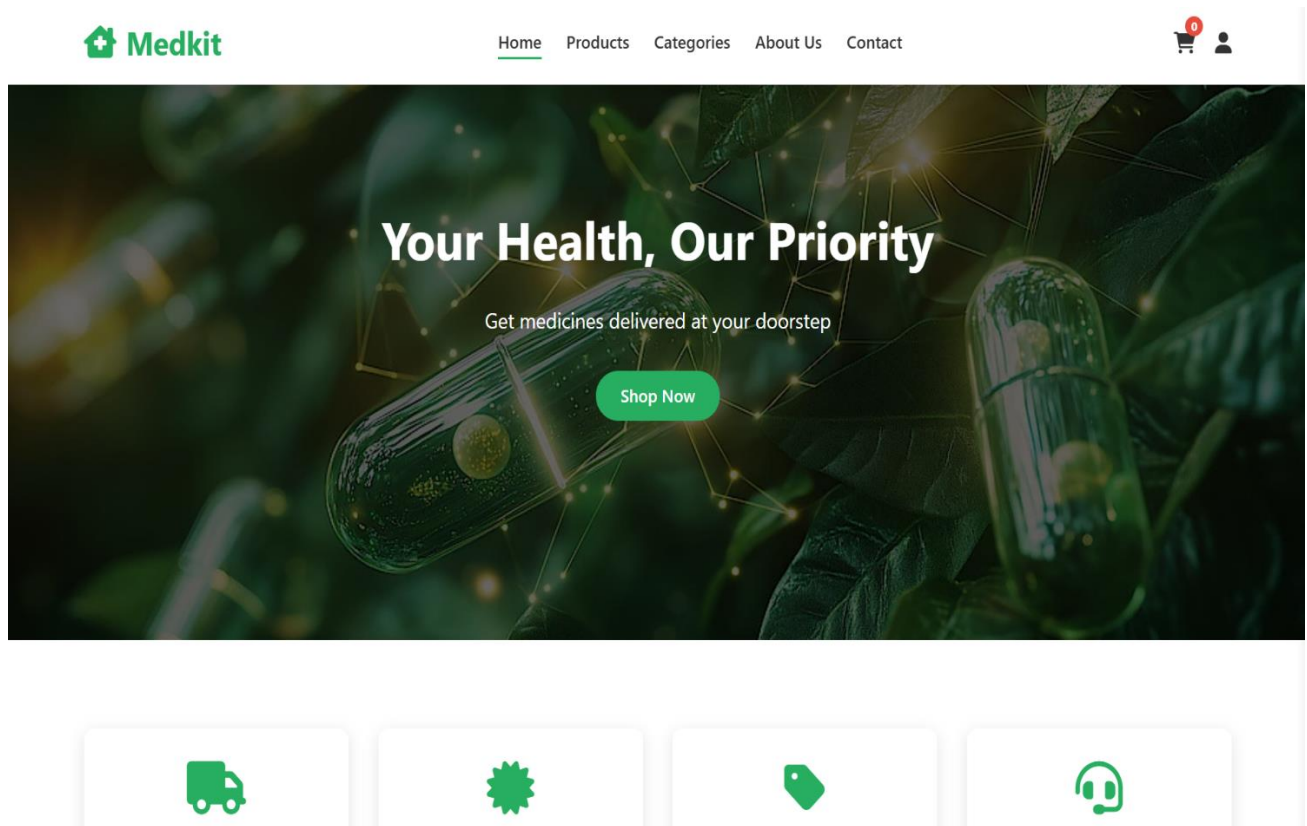 Medkit
Home Products Categories About Us Contact
0
Your Health, Our Priority
Get medicines delivered at your doorstep
Shop Now